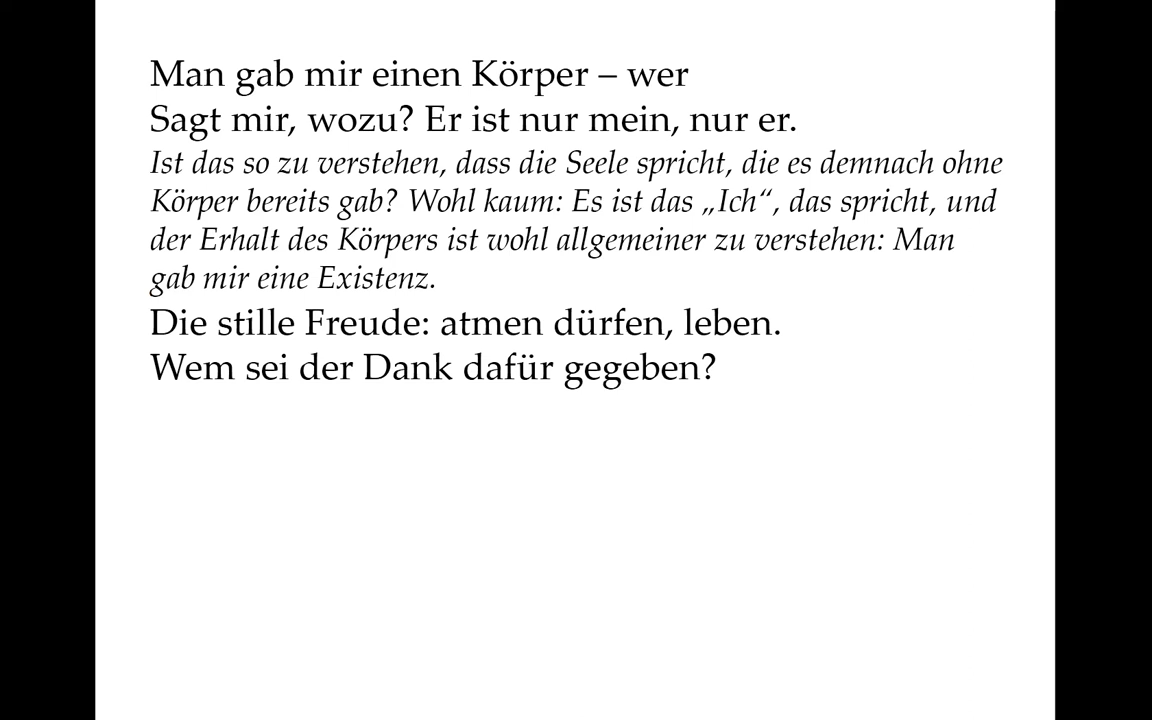 Man gab mir einen Körper – wer
Sagt mir, wozu? Er ist nur mein, nur er.
Ist das so zu verstehen, dass die Seele spricht, die es demnach ohne
Körper bereits gab? Wohl kaum: Es ist das „Ich“, das spricht, und
der Erhalt des Körpers ist wohl allgemeiner zu verstehen: Man
gab mir eine Existenz.
Die stille Freude: atmen dürfen, leben.
Wem sei der Dank dafür gegeben?